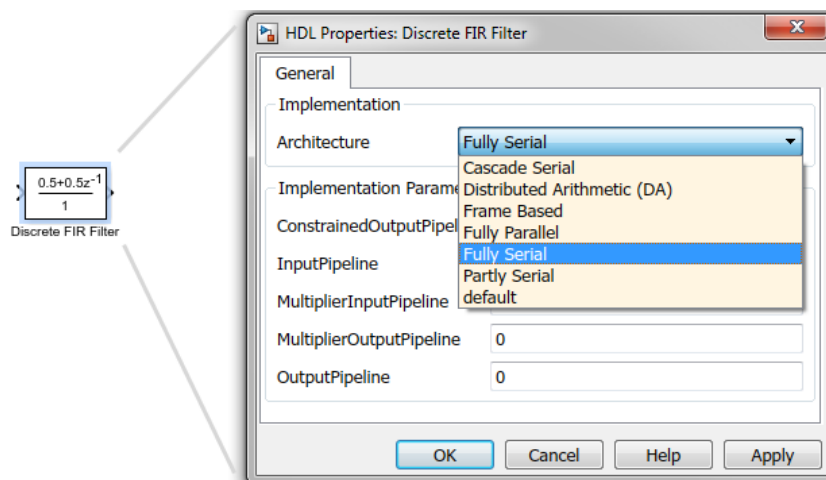 HDL Properties: Discrete FIR Filter
General
Implementation
Architecture
Fully Serial
Cascade Serial
Distributed Arithmetic (DA)
Frame Based
Fully Parallel
Fully Serial
Partly Serial
default
Implementation Parame
ConstrainedOutputPipel
InputPipeline
MultiplierInputPipeline
MultiplierOutputPipeline
0
OutputPipeline
0
OK
Cancel
Help
Apply
0.5+0.5z⁻¹
1
Discrete FIR Filter